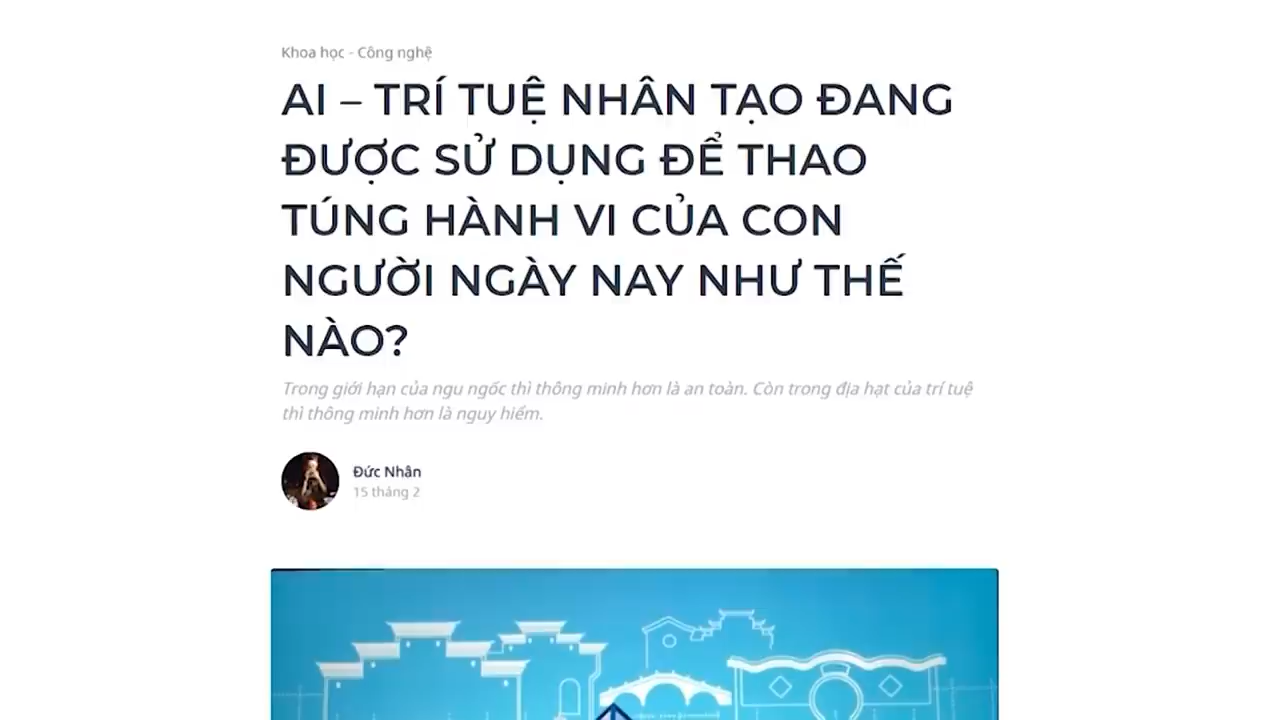 Khoa học - Công nghệ
AI – TRÍ TUỆ NHÂN TẠO ĐANG
ĐƯỢC SỬ DỤNG ĐỂ THAO
TÚNG HÀNH VI CỦA CON
NGƯỜI NGÀY NAY NHƯ THẾ
NÀO?
Trong giới hạn của ngu ngốc thì thông minh hơn là an toàn. Còn trong địa hạt của trí tuệ
thì thông minh hơn là nguy hiểm.
Đức Nhân
15 tháng 2